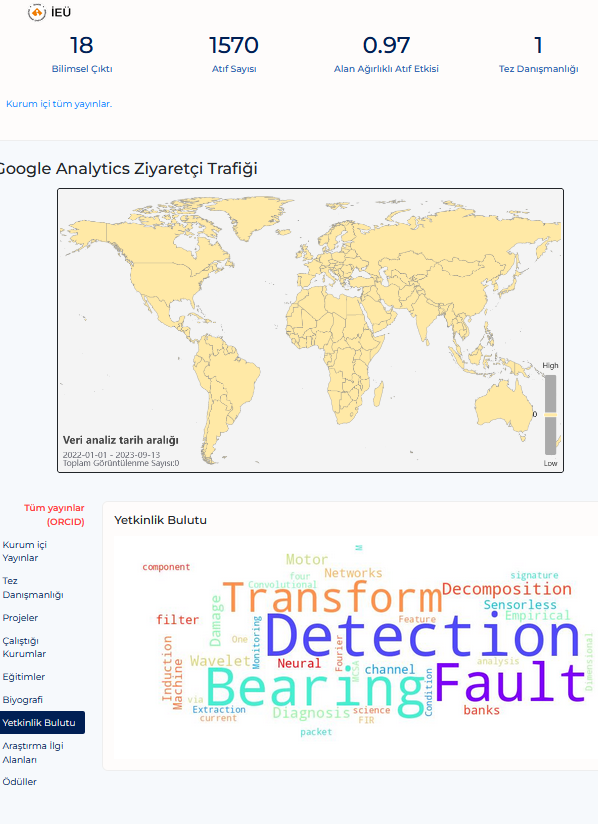 İEÜ
18 1570 0.97 1
Bilimsel Çıktı Atıf Sayısı Alan Ağırlıklı Atıf Etkisi Tez Danışmanlığı
Kurum içi tüm yayınlar.
Google Analytics Ziyaretçi Trafiği
High
0
Low
Veri analiz tarih aralığı
2022-01-01 - 2023-09-13
Toplam Görüntülenme Sayısı:0
Tüm yayınlar
(ORCID)
Kurum içi
Yayınlar
Tez
Danışmanlığı
Projeler
Çalıştığı
Kurumlar
Eğitimler
Biyografi
Yetkinlik Bulutu
Araştırma İlgi
Alanları
Ödüller
Yetkinlik Bulutu
M
Motor
component
four
Networks
signature
Convolutional
Transform
Decomposition
Sensorless
Damage
filter
Feature
Empirical
One
Monitoring
Detection
Induction
Machine
Wavelet
Neural
Fourier
MCSA
channel
analysis
Dimensional
Bearing
Condition
Fault
via
Extraction
current
Diagnosis
science
FIR
banks
packet